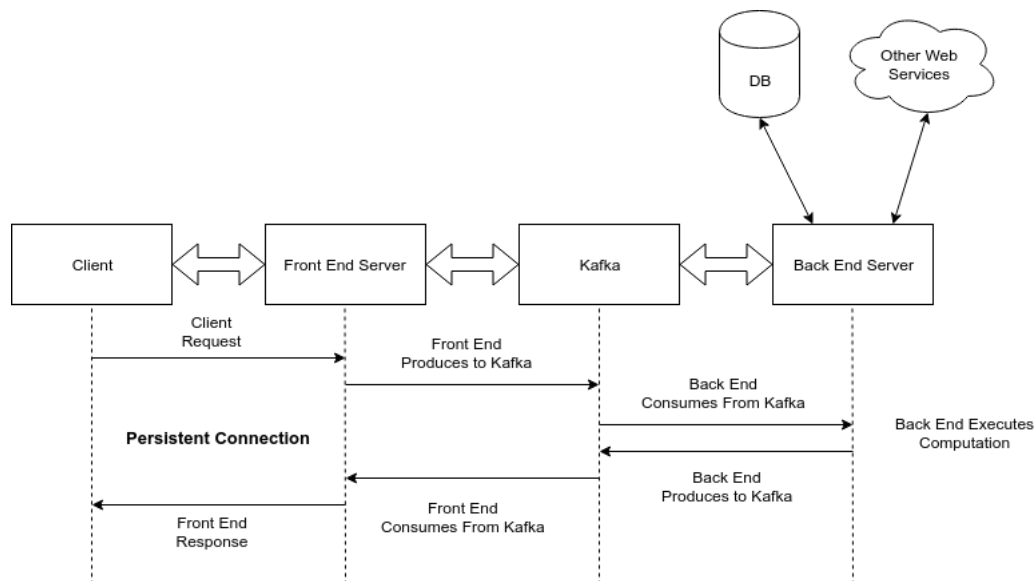 DB
Other Web
Services
Client
Front End Server
Kafka
Back End Server
Client
Request
Front End
Produces to Kafka
Back End
Consumes From Kafka
Persistent Connection
Back End Executes
Computation
Back End
Produces to Kafka
Front End
Consumes From Kafka
Front End
Response